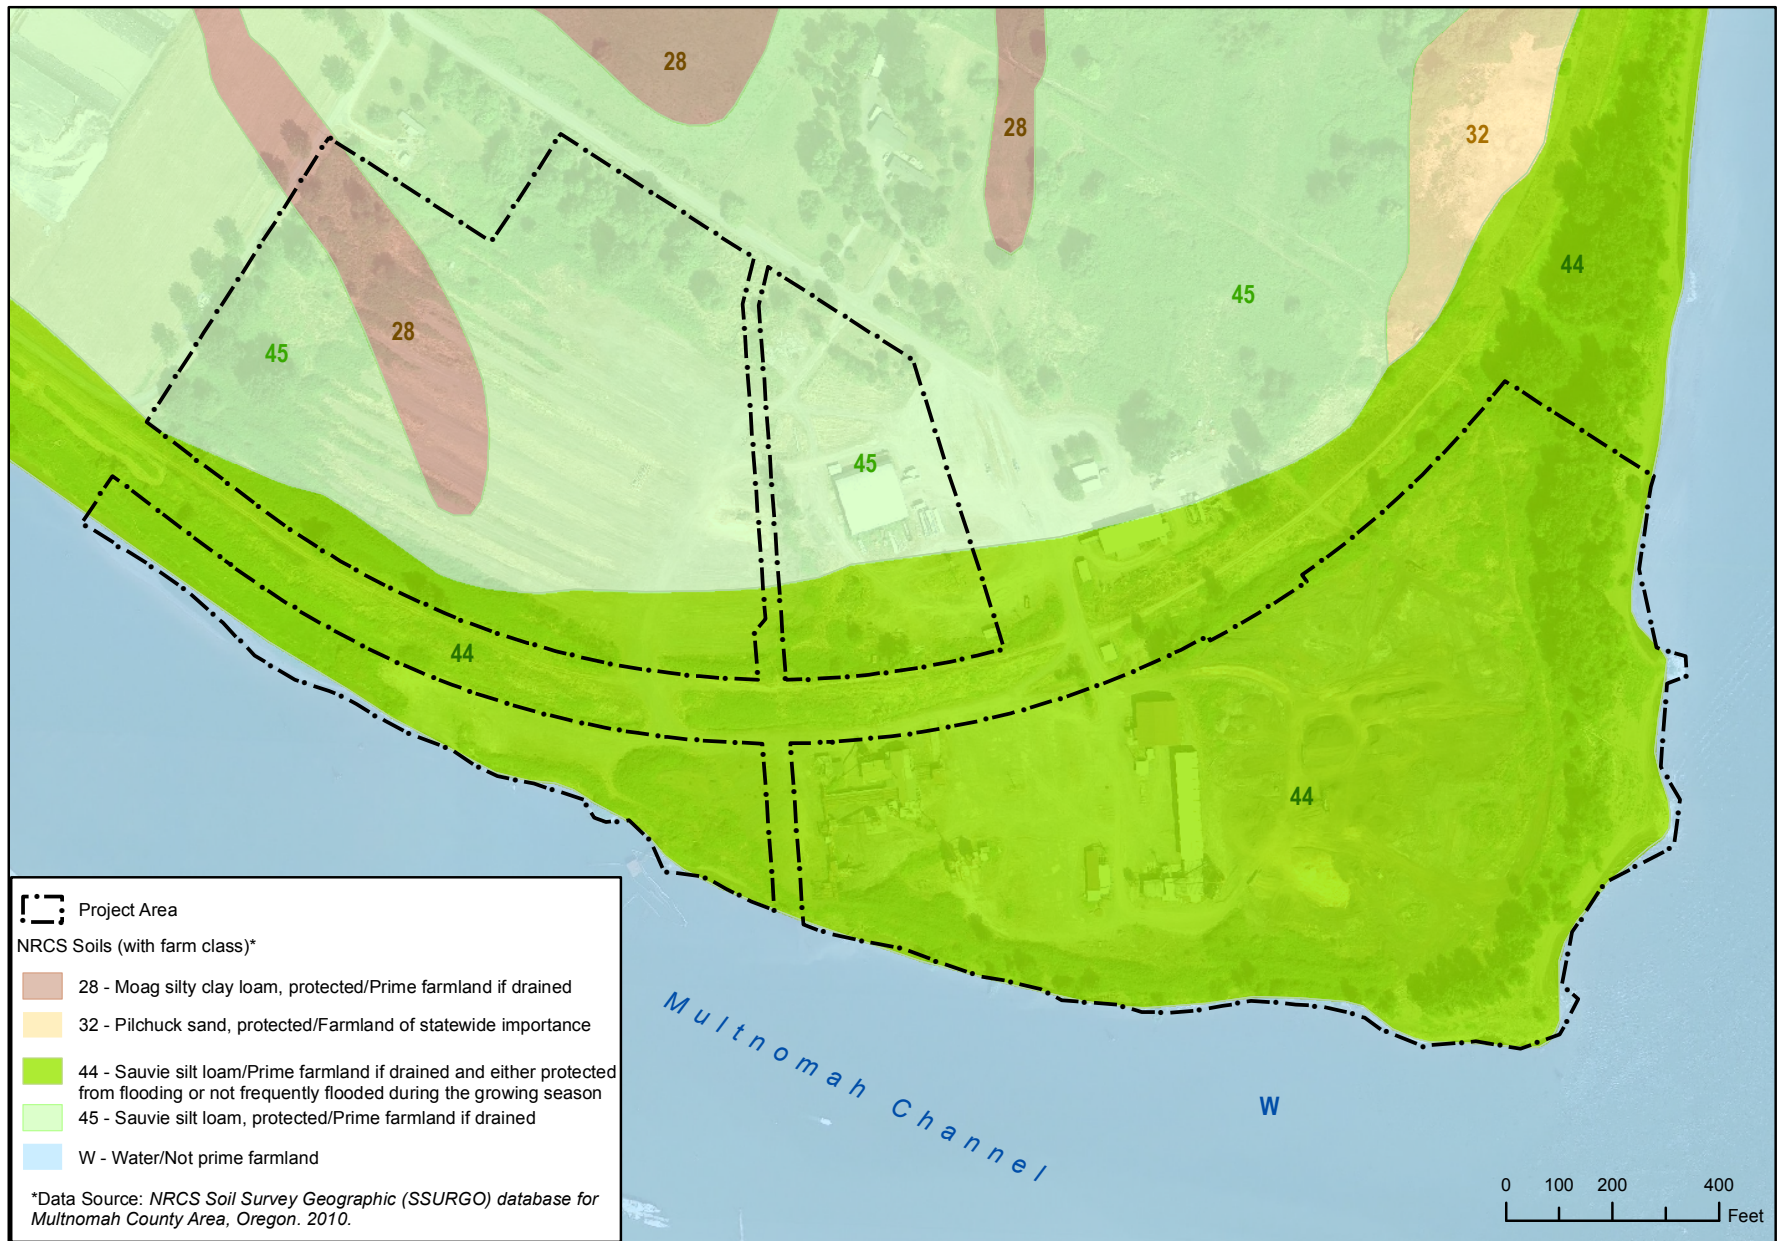 28
28
32
44
45
28
45
45
44
44
Multnomah Channel
W
Project Area
NRCS Soils (with farm class)*
28 - Moag silty clay loam, protected/Prime farmland if drained
32 - Pilchuck sand, protected/Farmland of statewide importance
44 - Sauvie silt loam/Prime farmland if drained and either protected
from flooding or not frequently flooded during the growing season
45 - Sauvie silt loam, protected/Prime farmland if drained
W - Water/Not prime farmland
*Data Source: NRCS Soil Survey Geographic (SSURGO) database for
Multnomah County Area, Oregon. 2010.
0 100 200 400
Feet